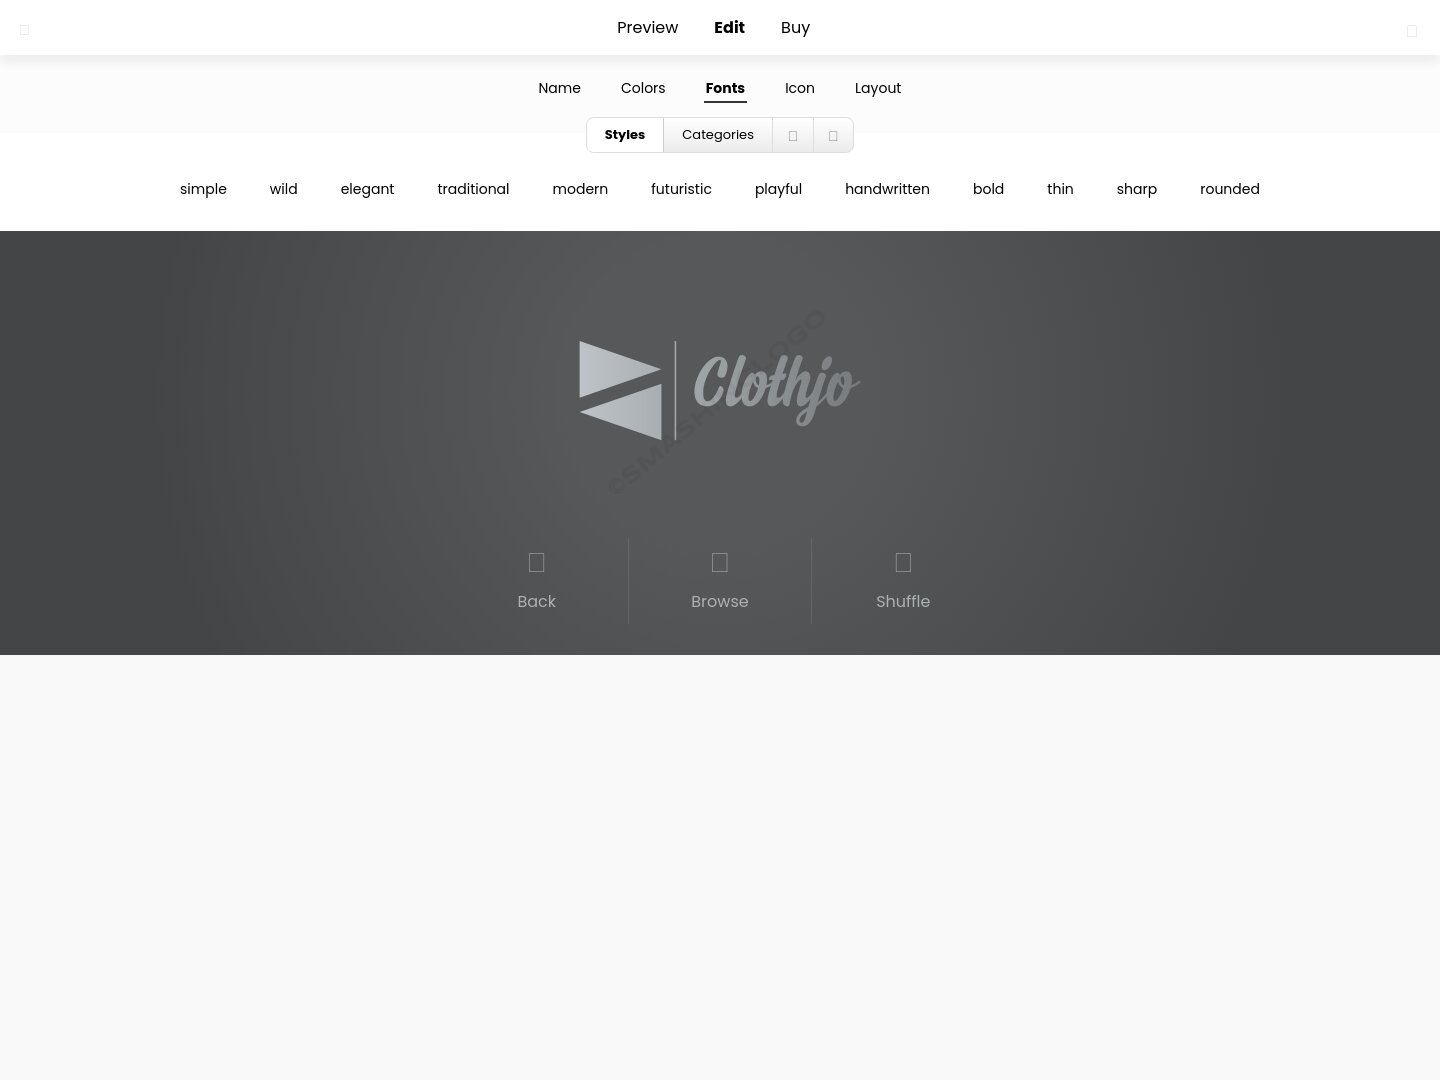 Preview Edit Buy
Name Colors Fonts Icon Layout
Styles Categories
simple wild elegant traditional modern futuristic playful handwritten bold thin sharp rounded
Clothjo
Back Browse Shuffle